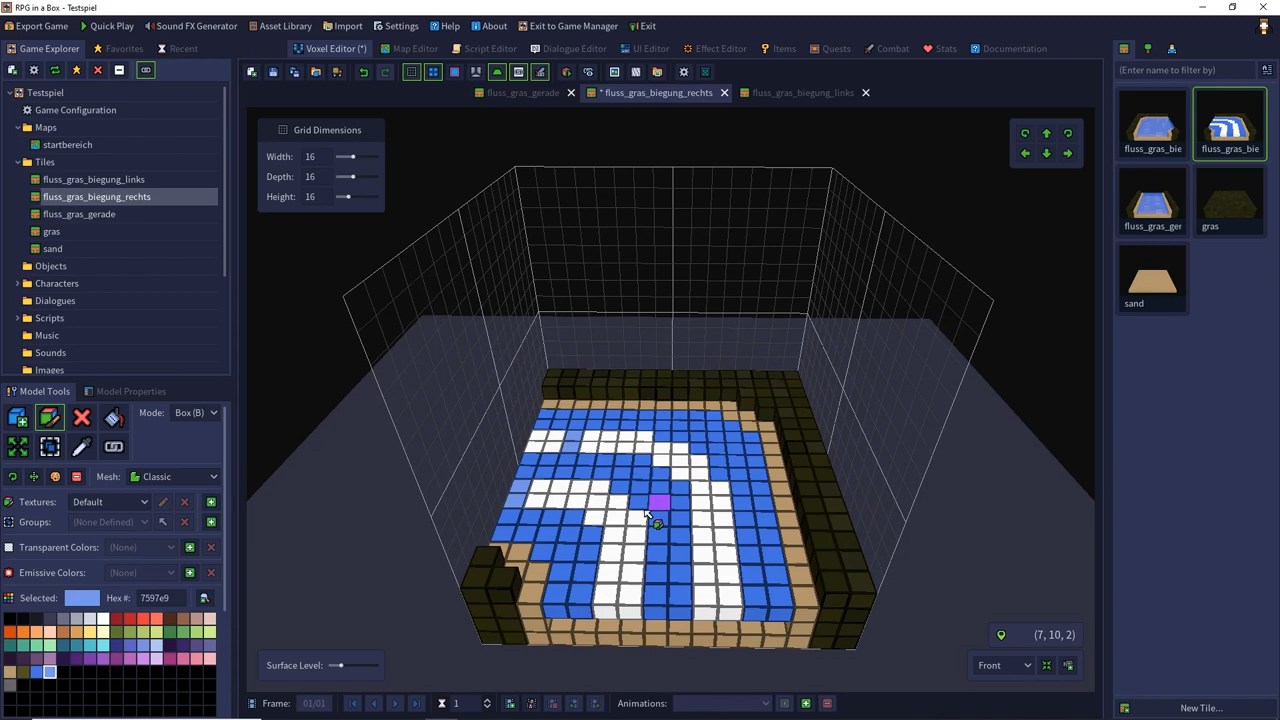 RPG in a Box - Testspiel
Export Game Quick Play Sound FX Generator Asset Library Import Settings Help About Exit to Game Manager Exit
Game Explorer Favorites Recent
Voxel Editor (*) Map Editor Script Editor Dialogue Editor UI Editor Effect Editor Items Quests Combat Stats Documentation
fluss_gras_gerade * fluss_gras_biegung_rechts fluss_gras_biegung_links
(Enter name to filter by)
Testspiel
Game Configuration
Maps
startbereich
Tiles
fluss_gras_biegung_links
fluss_gras_biegung_rechts
fluss_gras_gerade
gras
sand
Objects
Characters
Dialogues
Scripts
Music
Sounds
Images
Grid Dimensions
Width: 16
Depth: 16
Height: 16
fluss_gras_bie
fluss_gras_bie
fluss_gras_ger
gras
sand
Model Tools Model Properties
Mode: Box (B)
Mesh: Classic
Textures: Default
Groups: (None Defined)
Transparent Colors: (None)
Emissive Colors: (None)
Selected: Hex #: 7597e9
Surface Level:
(7, 10, 2)
Front
Frame: 01/01 1 Animations:
New Tile...